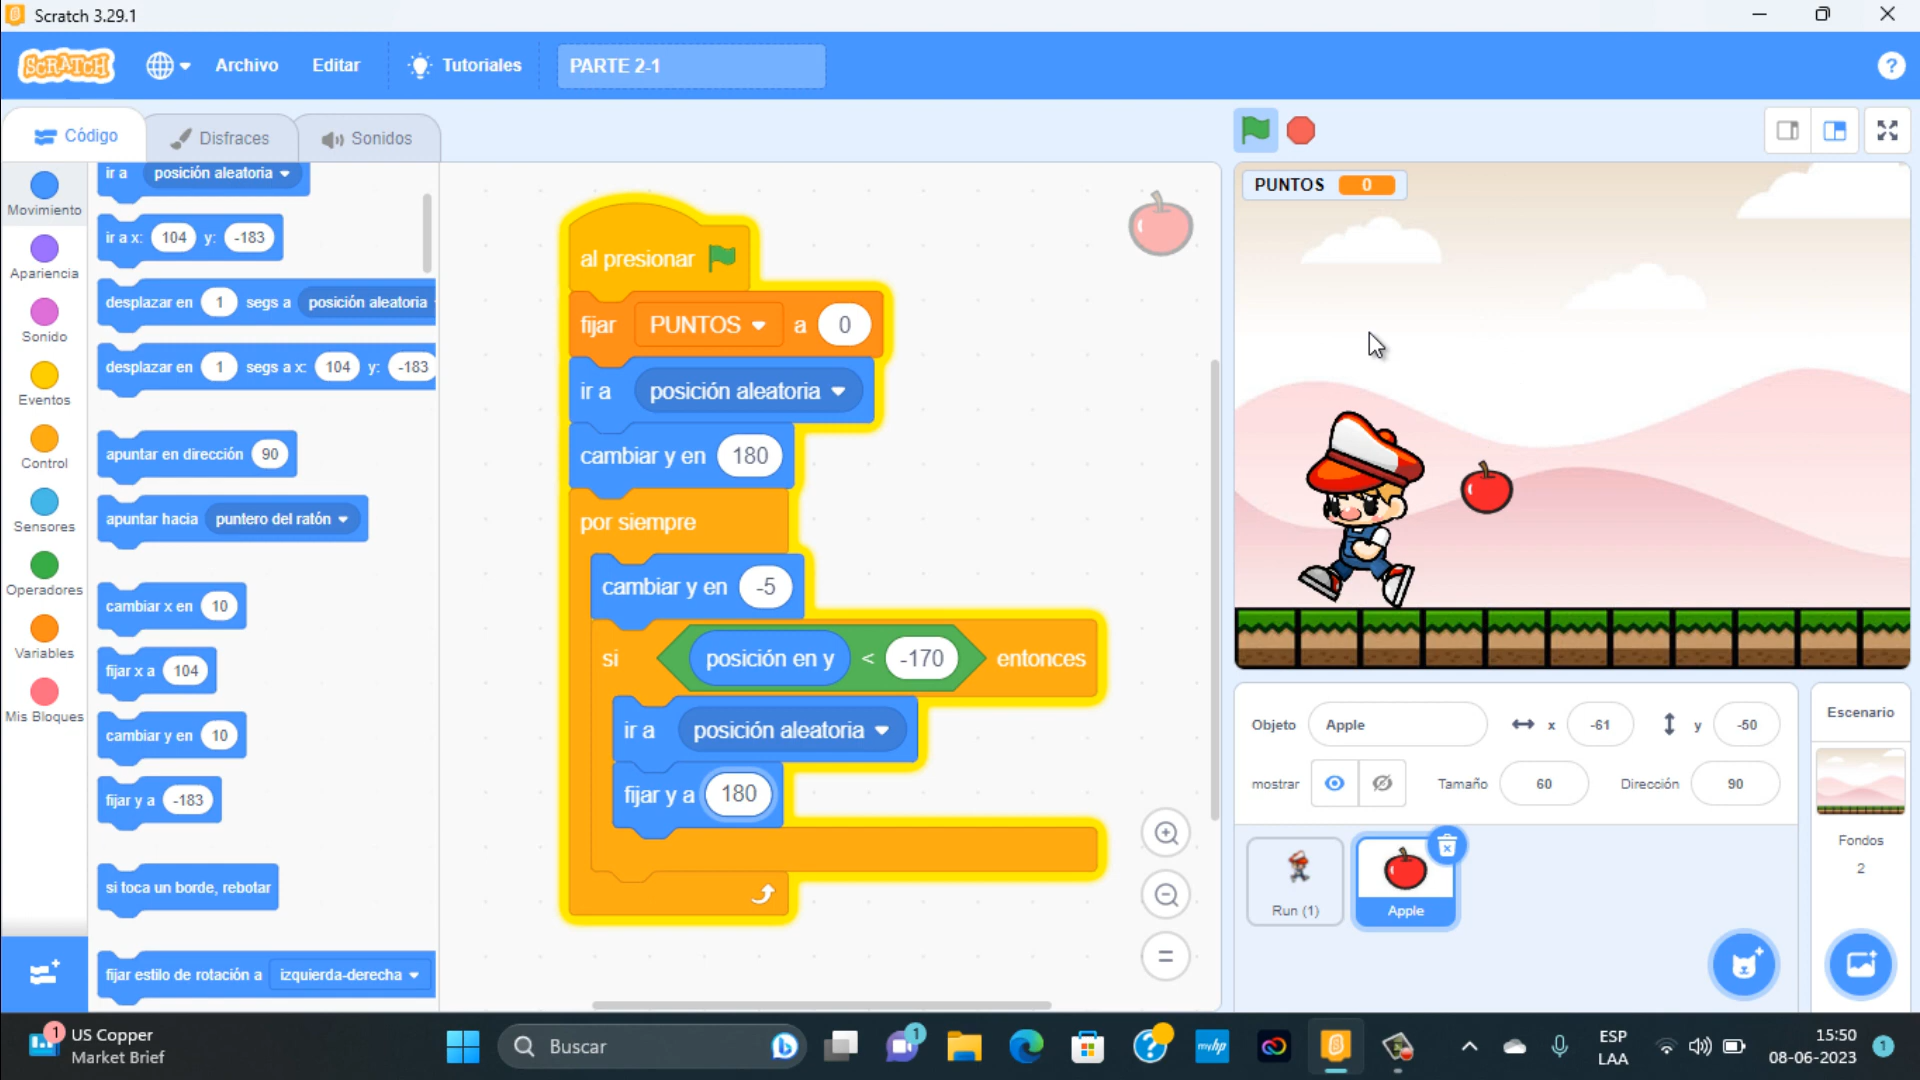 Scratch 3.29.1
SCRATCH
Archivo
Editar
Tutoriales
PARTE 2-1
?
Código
Disfraces
Sonidos
Movimiento
Apariencia
Sonido
Eventos
Control
Sensores
Operadores
Variables
Mis Bloques
ir a posición aleatoria
ir a x: 104 y: -183
desplazar en 1 segs a posición aleatoria
desplazar en 1 segs a x: 104 y: -183
apuntar en dirección 90
apuntar hacia puntero del ratón
cambiar x en 10
fijar x a 104
cambiar y en 10
fijar y a -183
si toca un borde, rebotar
fijar estilo de rotación a izquierda-derecha
al presionar
fijar PUNTOS a 0
ir a posición aleatoria
cambiar y en 180
por siempre
cambiar y en -5
si posición en y < -170 entonces
ir a posición aleatoria
fijar y a 180
PUNTOS 0
Objeto Apple x -61 y -50
mostrar Tamaño 60 Dirección 90
Run (1)
Apple
Escenario
Fondos
2
1
US Copper
Market Brief
Buscar
1
myhp
ESP
LAA
15:50
08-06-2023
1